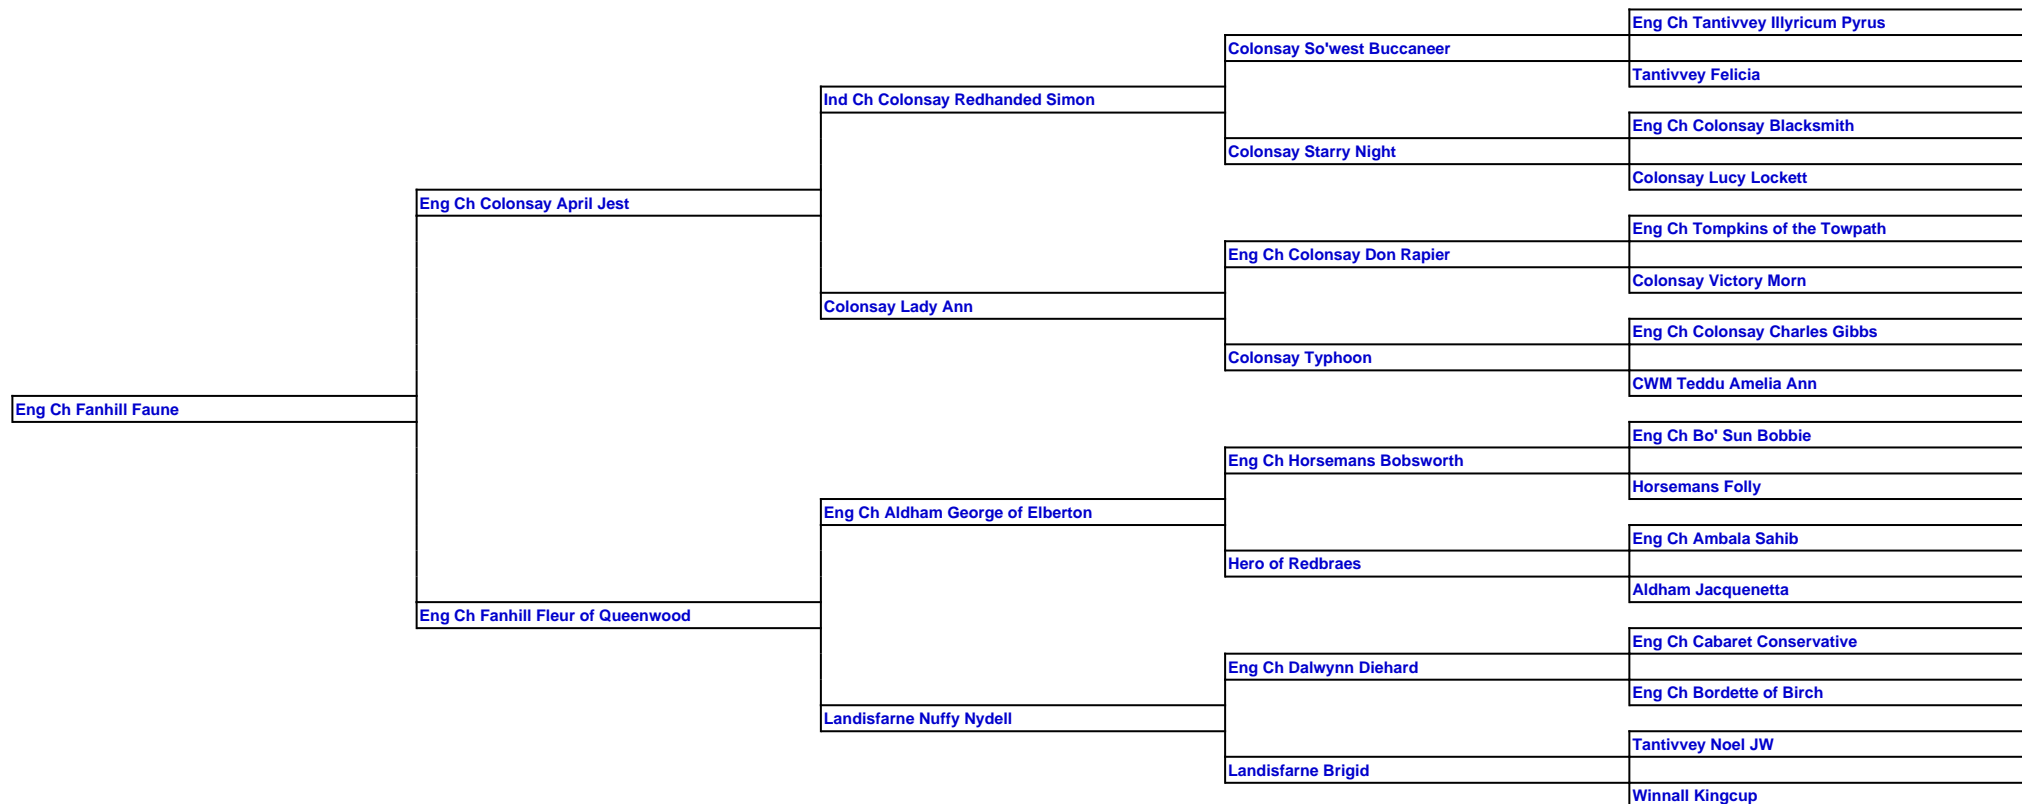 Eng Ch Tantivvey Illyricum Pyrus
Colonsay So'west Buccaneer
Tantivvey Felicia
Ind Ch Colonsay Redhanded Simon
Eng Ch Colonsay Blacksmith
Colonsay Starry Night
Colonsay Lucy Lockett
Eng Ch Colonsay April Jest
Eng Ch Tompkins of the Towpath
Eng Ch Colonsay Don Rapier
Colonsay Victory Morn
Colonsay Lady Ann
Eng Ch Colonsay Charles Gibbs
Colonsay Typhoon
CWM Teddu Amelia Ann
Eng Ch Fanhill Faune
Eng Ch Bo' Sun Bobbie
Eng Ch Horsemans Bobsworth
Horsemans Folly
Eng Ch Aldham George of Elberton
Eng Ch Ambala Sahib
Hero of Redbraes
Aldham Jacquenetta
Eng Ch Fanhill Fleur of Queenwood
Eng Ch Cabaret Conservative
Eng Ch Dalwynn Diehard
Eng Ch Bordette of Birch
Landisfarne Nuffy Nydell
Tantivvey Noel JW
Landisfarne Brigid
Winnall Kingcup